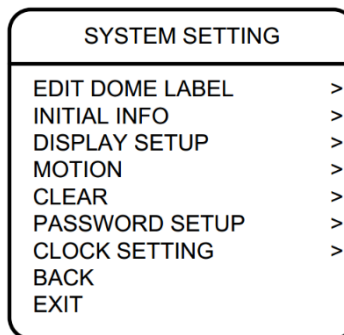 SYSTEM SETTING
EDIT DOME LABEL >
INITIAL INFO >
DISPLAY SETUP >
MOTION >
CLEAR >
PASSWORD SETUP >
CLOCK SETTING >
BACK
EXIT